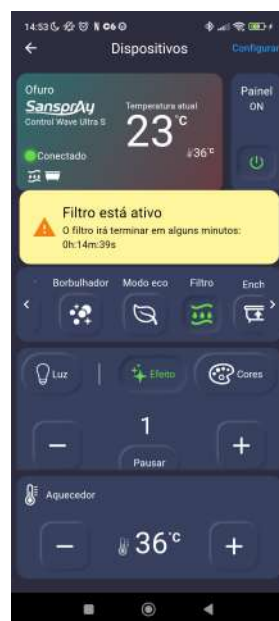 14:53 N 06
Dispositivos
Configurar
Ofuro
SansprAy
Control Wave Ultra S
Conectado
Temperatura atual
23°C
36°C
Painel
ON
Filtro está ativo
O filtro irá terminar em alguns minutos:
0h:14m:39s
Borbulhador Modo eco Filtro Ench
Luz Efeito Cores
− 1 +
Pausar
Aquecedor
− 36°C +